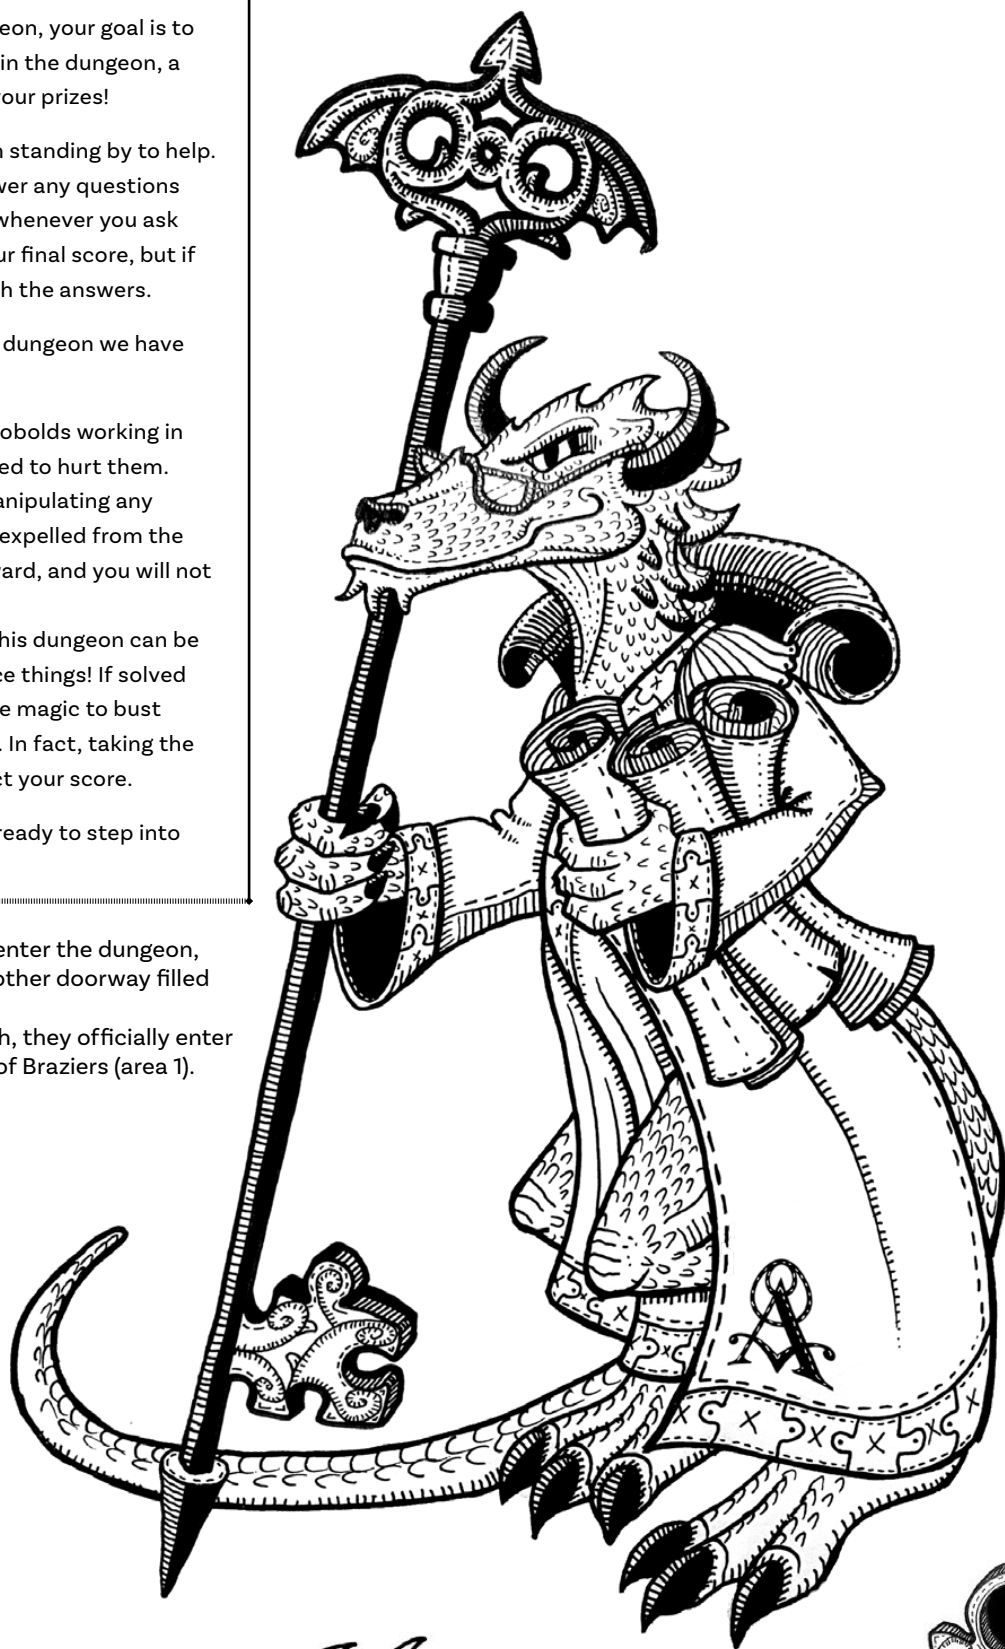 eon, your goal is to
in the dungeon, a
your prizes!
n standing by to help.
wer any questions
whenever you ask
ur final score, but if
h the answers.
dungeon we have
obolds working in
ed to hurt them.
anipulating any
expelled from the
ard, and you will not
his dungeon can be
ce things! If solved
e magic to bust
. In fact, taking the
ct your score.
ready to step into
enter the dungeon,
other doorway filled
h, they officially enter
of Braziers (area 1).
A